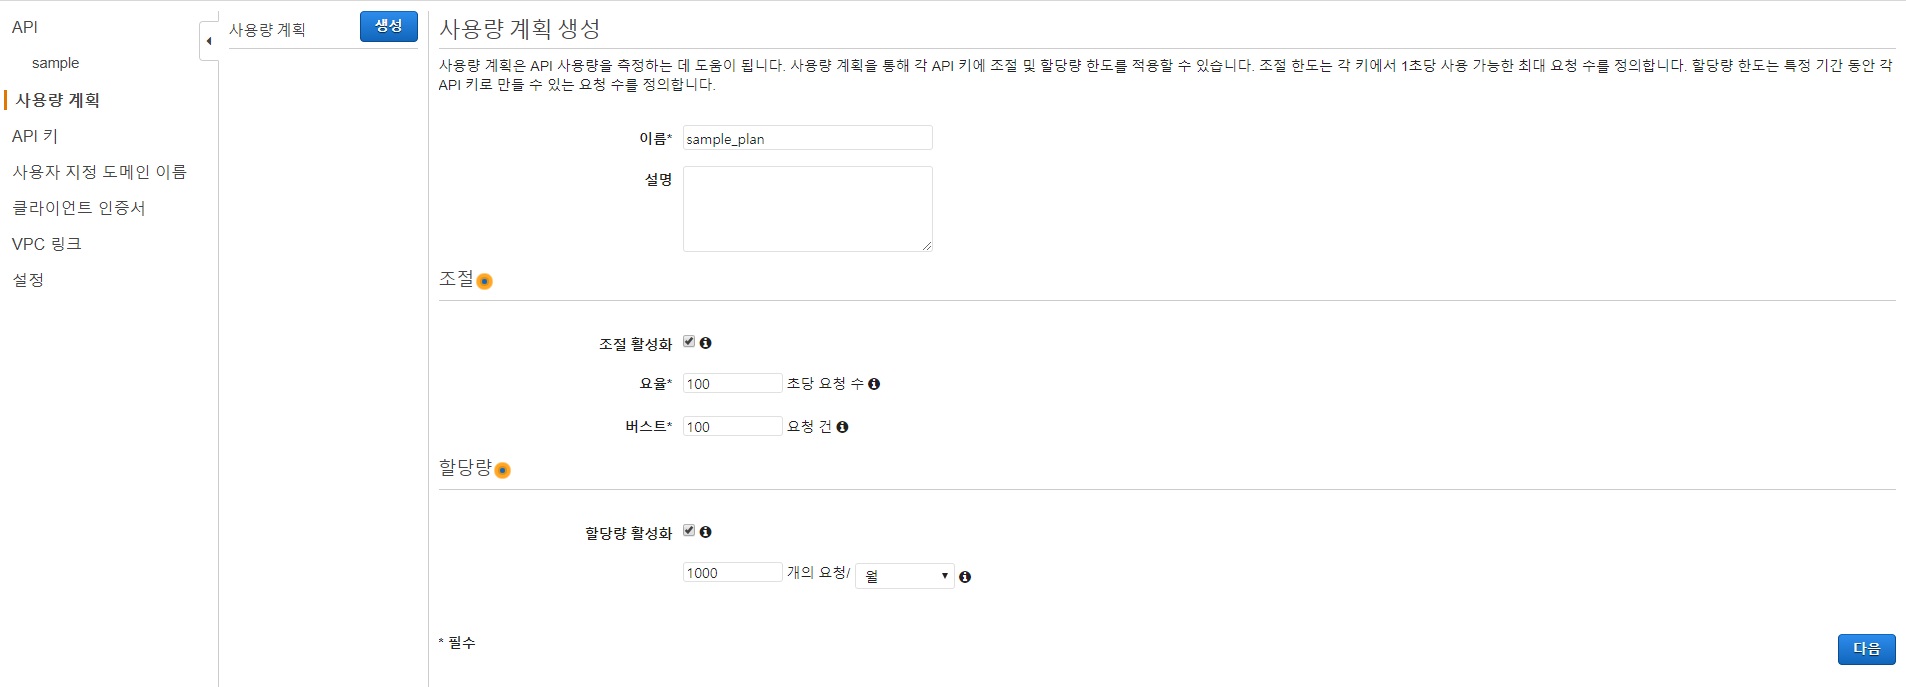 API
sample
사용량 계획
API 키
사용자 지정 도메인 이름
클라이언트 인증서
VPC 링크
설정
사용량 계획
생성
사용량 계획 생성
사용량 계획은 API 사용량을 측정하는 데 도움이 됩니다. 사용량 계획을 통해 각 API 키에 조절 및 할당량 한도를 적용할 수 있습니다. 조절 한도는 각 키에서 1초당 사용 가능한 최대 요청 수를 정의합니다. 할당량 한도는 특정 기간 동안 각
API 키로 만들 수 있는 요청 수를 정의합니다.
이름* sample_plan
설명
조절
조절 활성화
요율* 100 초당 요청 수
버스트* 100 요청 건
할당량
할당량 활성화
1000 개의 요청/ 월
* 필수
다음